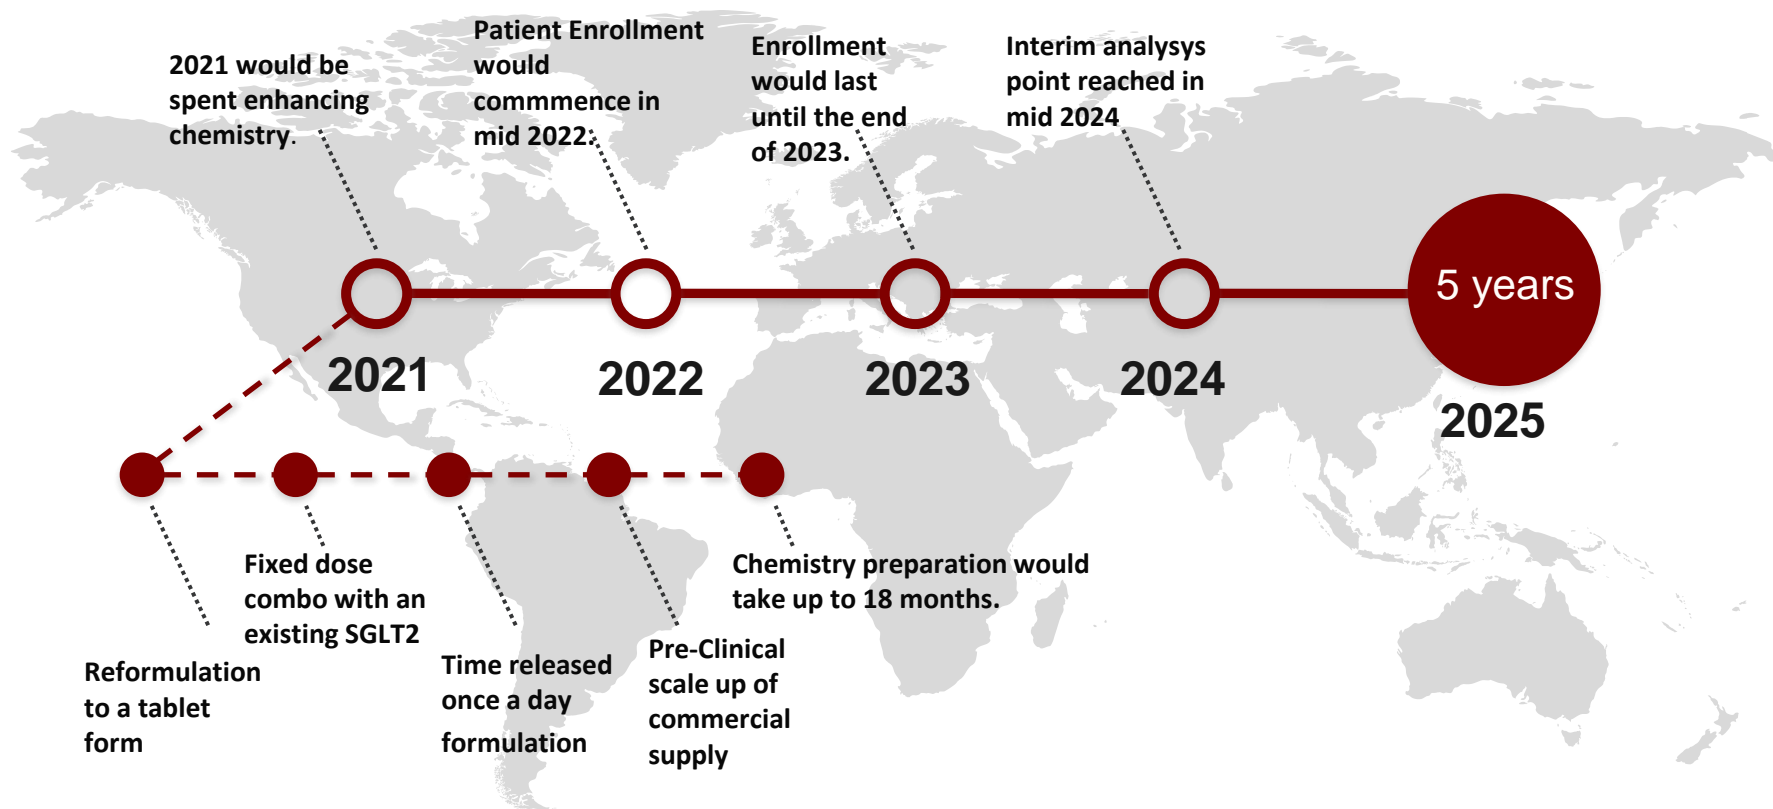 2021 would be
spent enhancing
chemistry.
Patient Enrollment
would
commmence in
mid 2022.
Enrollment
would last
until the end
of 2023.
Interim analysys
point reached in
mid 2024
5 years
2021
2022
2023
2024
2025
Reformulation
to a tablet
form
Fixed dose
combo with an
existing SGLT2
Time released
once a day
formulation
Pre-Clinical
scale up of
commercial
supply
Chemistry preparation would
take up to 18 months.